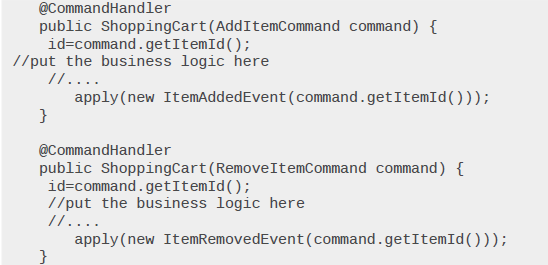 @CommandHandler
public ShoppingCart(AddItemCommand command) {
id=command.getItemId();
//put the business logic here
//....
apply(new ItemAddedEvent(command.getItemId()));
}
@CommandHandler
public ShoppingCart(RemoveItemCommand command) {
id=command.getItemId();
//put the business logic here
//....
apply(new ItemRemovedEvent(command.getItemId()));
}